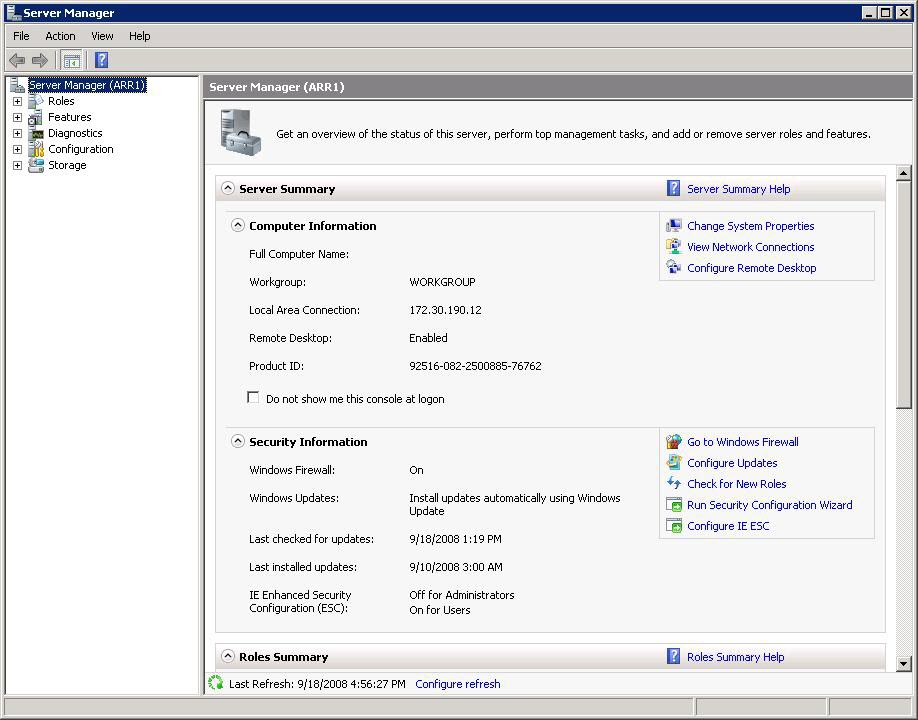 Server Manager
File Action View Help
Server Manager (ARR1)
Roles
Features
Diagnostics
Configuration
Storage
Server Manager (ARR1)
Get an overview of the status of this server, perform top management tasks, and add or remove server roles and features.
Server Summary
Server Summary Help
Computer Information
Full Computer Name:
Workgroup: WORKGROUP
Local Area Connection: 172.30.190.12
Remote Desktop: Enabled
Product ID: 92516-082-2500885-76762
Do not show me this console at logon
Change System Properties
View Network Connections
Configure Remote Desktop
Security Information
Windows Firewall: On
Windows Updates: Install updates automatically using Windows
Update
Last checked for updates: 9/18/2008 1:19 PM
Last installed updates: 9/10/2008 3:00 AM
IE Enhanced Security Off for Administrators
Configuration (ESC): On for Users
Go to Windows Firewall
Configure Updates
Check for New Roles
Run Security Configuration Wizard
Configure IE ESC
Roles Summary
Roles Summary Help
Last Refresh: 9/18/2008 4:56:27 PM Configure refresh